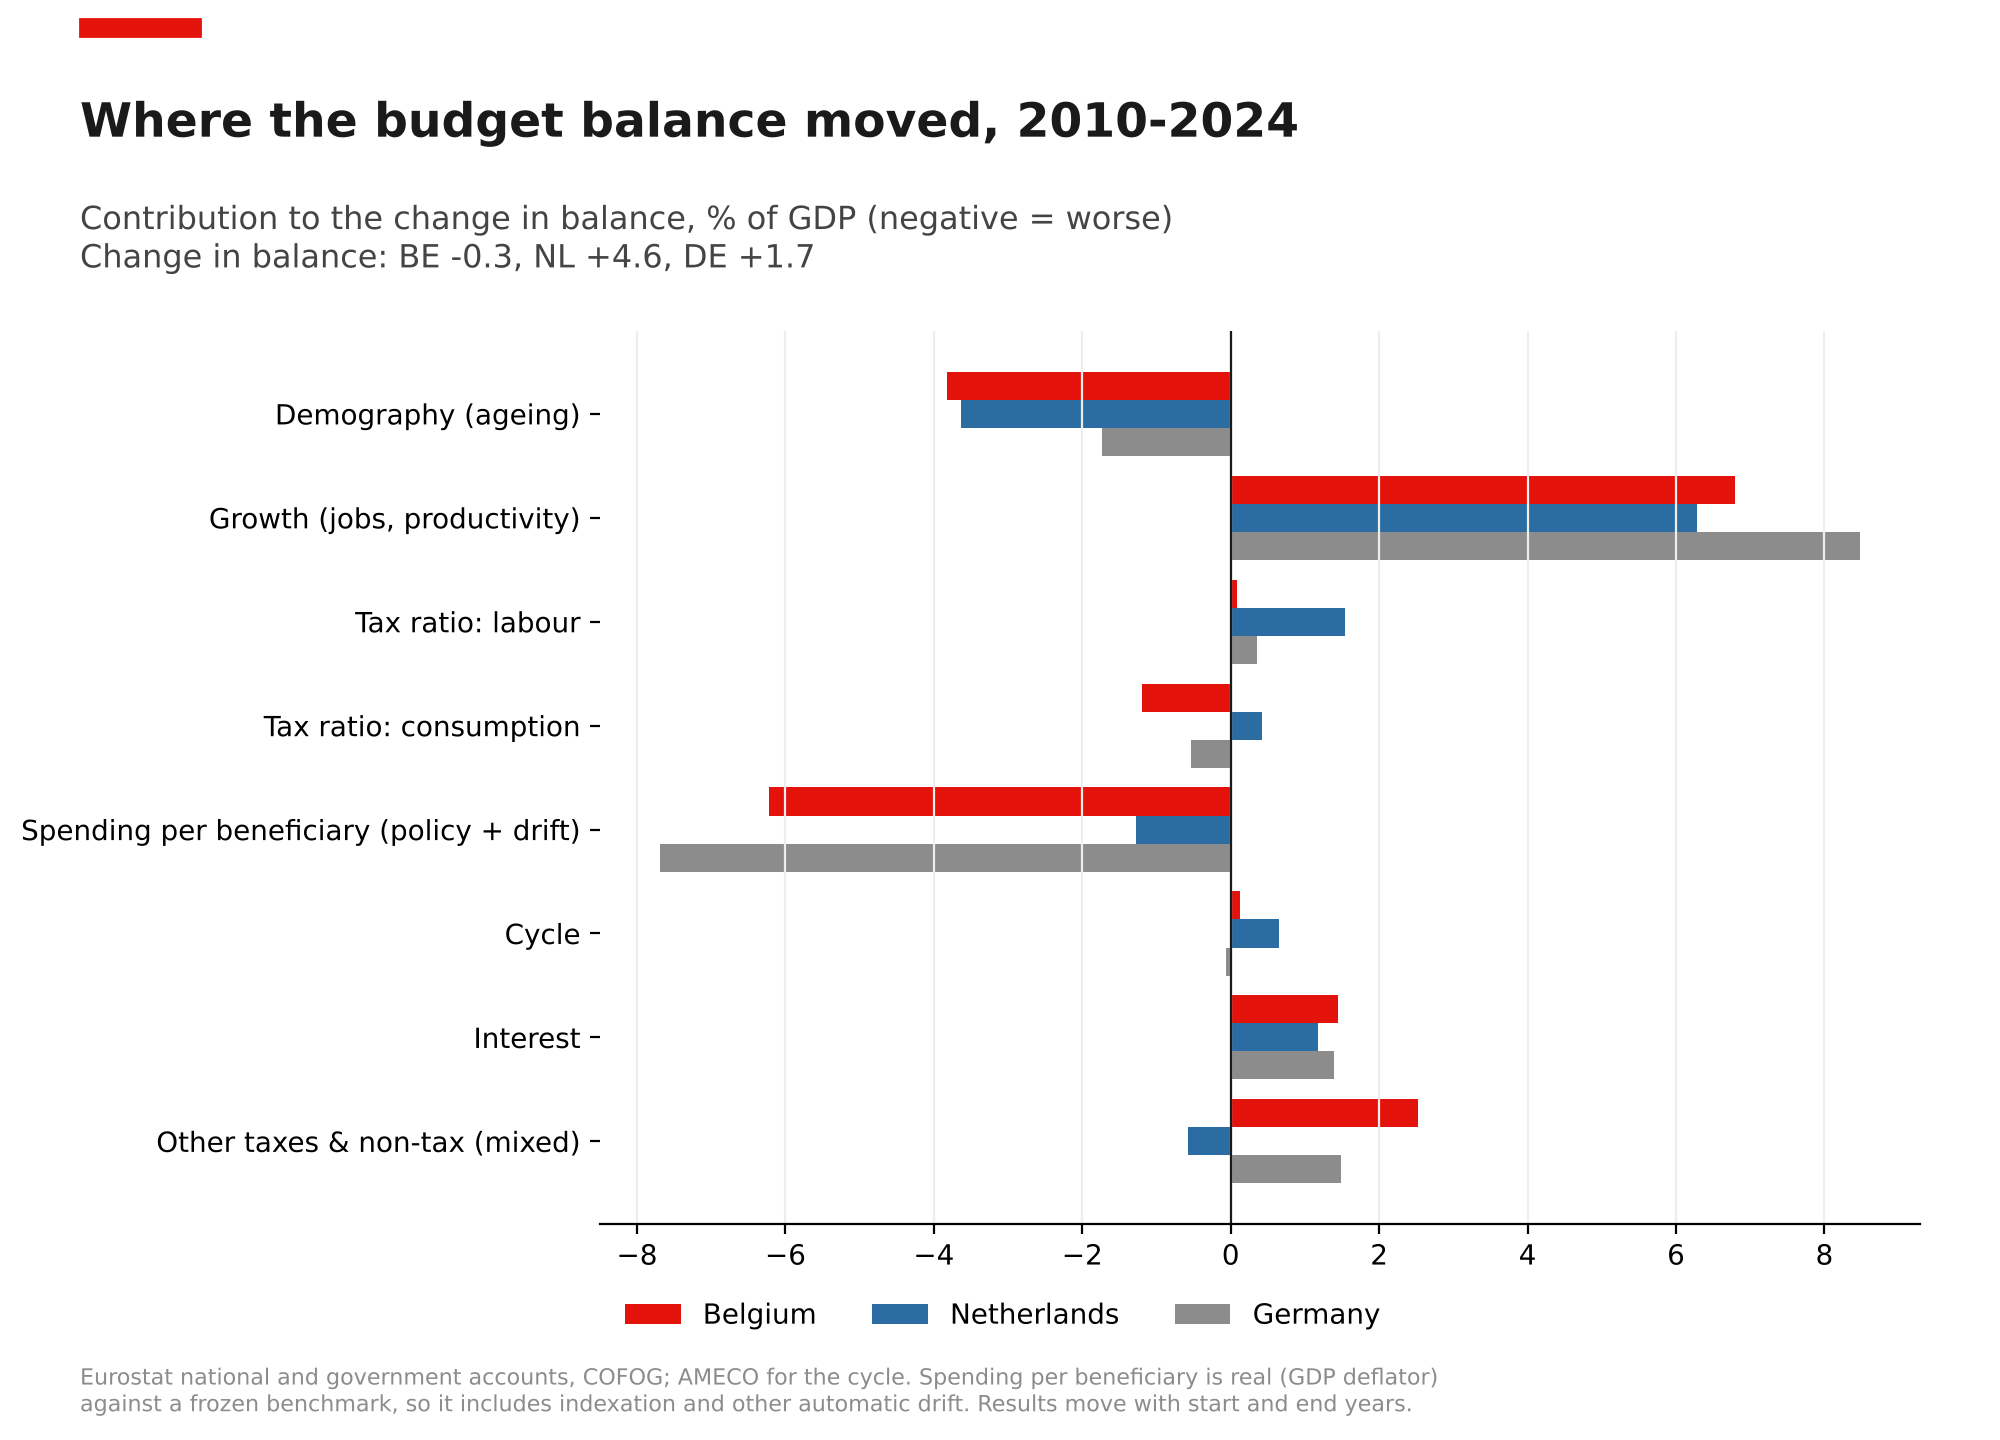 Where the budget balance moved, 2010-2024
Contribution to the change in balance, % of GDP (negative = worse)
Change in balance: BE -0.3, NL +4.6, DE +1.7
Demography (ageing)
Growth (jobs, productivity)
Tax ratio: labour
Tax ratio: consumption
Spending per beneficiary (policy + drift)
Cycle
Interest
Other taxes & non-tax (mixed)
−8 −6 −4 −2 0 2 4 6 8
Belgium Netherlands Germany
Eurostat national and government accounts, COFOG; AMECO for the cycle. Spending per beneficiary is real (GDP deflator)
against a frozen benchmark, so it includes indexation and other automatic drift. Results move with start and end years.